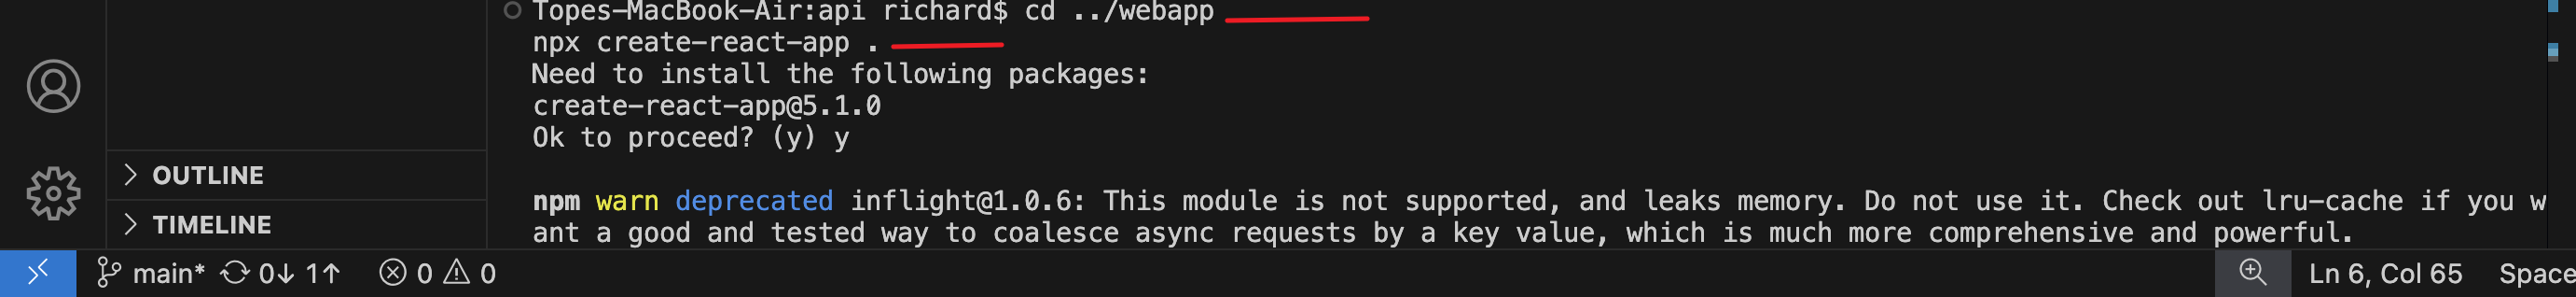 Topes-MacBook-Air:api richard$ cd ../webapp
npx create-react-app .
Need to install the following packages:
create-react-app@5.1.0
Ok to proceed? (y) y
OUTLINE
TIMELINE
npm warn deprecated inflight@1.0.6: This module is not supported, and leaks memory. Do not use it. Check out lru-cache if you w
ant a good and tested way to coalesce async requests by a key value, which is much more comprehensive and powerful.
main* 0↓ 1↑ 0 0 Ln 6, Col 65 Space